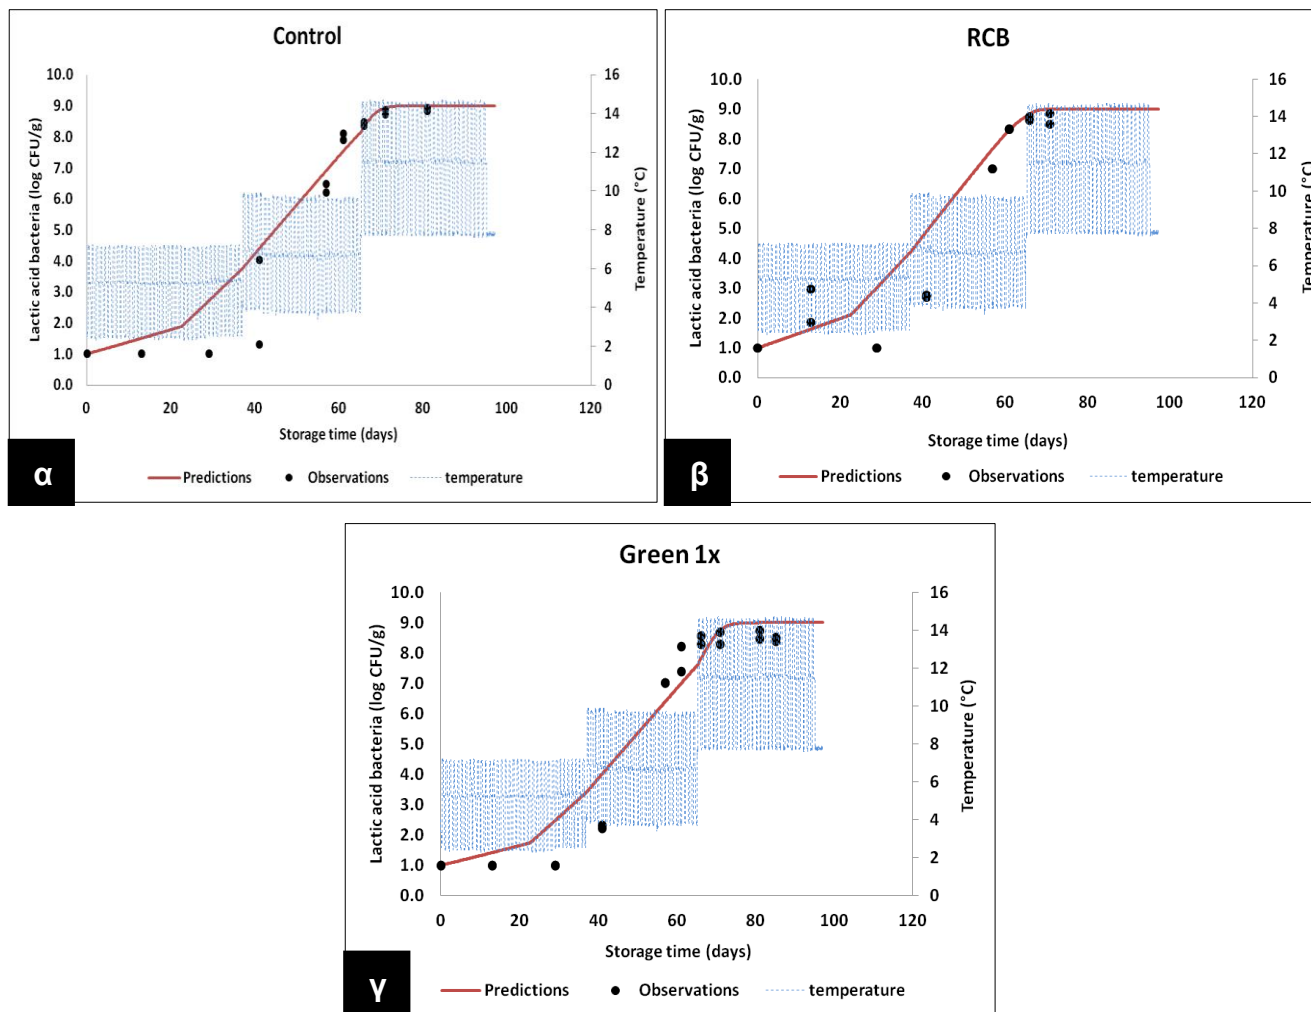 Control
Lactic acid bacteria (log CFU/g)
10.0
9.0
8.0
7.0
6.0
5.0
4.0
3.0
2.0
1.0
0.0
16
14
12
10
8
6
4
2
0
Temperature (°C)
0 20 40 60 80 100 120
Storage time (days)
Predictions Observations temperature
α
RCB
Lactic acid bacteria (log CFU/g)
10.0
9.0
8.0
7.0
6.0
5.0
4.0
3.0
2.0
1.0
0.0
16
14
12
10
8
6
4
2
0
Temperature (°C)
0 20 40 60 80 100 120
Storage time (days)
Predictions Observations temperature
β
Green 1x
Lactic acid bacteria (log CFU/g)
10.0
9.0
8.0
7.0
6.0
5.0
4.0
3.0
2.0
1.0
0.0
16
14
12
10
8
6
4
2
0
Temperature (°C)
0 20 40 60 80 100 120
Storage time (days)
Predictions Observations temperature
γ